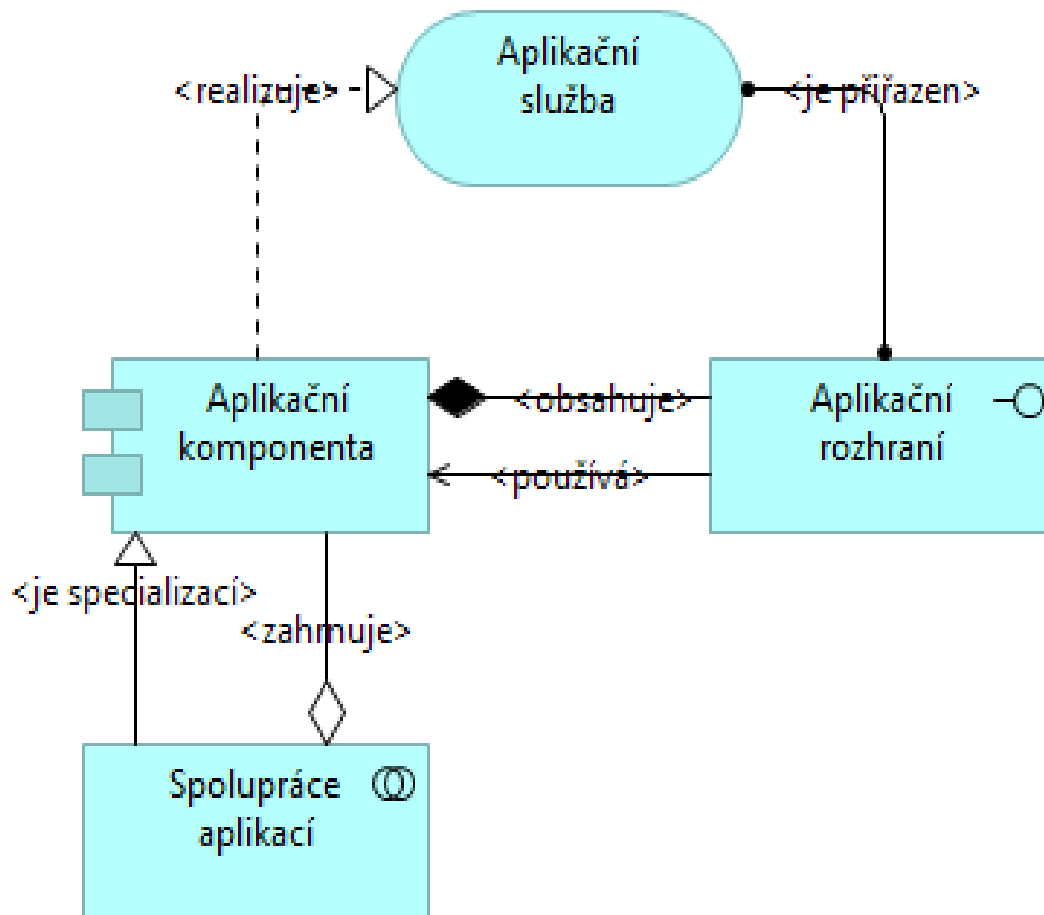 Aplikační
služba
<realizuje>
<je přiřazen>
Aplikační
komponenta
<obsahuje>
<používá>
Aplikační
rozhraní
<je specializací>
<zahrnuje>
Spolupráce
aplikací